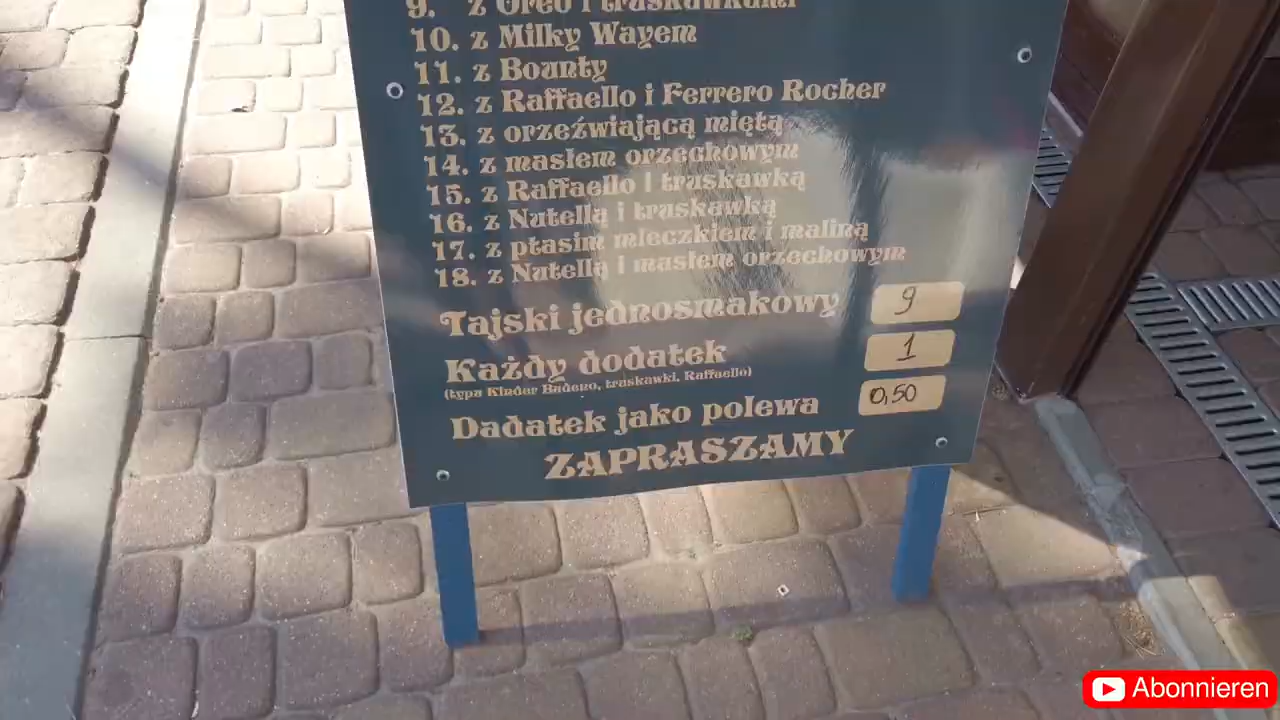 9. z Oreo i truskawkami
10. z Milky Wayem
11. z Bounty
12. z Raffaello i Ferrero Rocher
13. z orzeźwiającą miętą
14. z masłem orzechowym
15. z Raffaello i truskawką
16. z Nutellą i truskawką
17. z ptasim mleczkiem i maliną
18. z Nutellą i masłem orzechowym
Tajski jednosmakowy 9
Każdy dodatek 1
(typu Kinder Budeno, truskawki, Raffaello)
Dadatek jako polewa 0,50
ZAPRASZAMY
Abonnieren